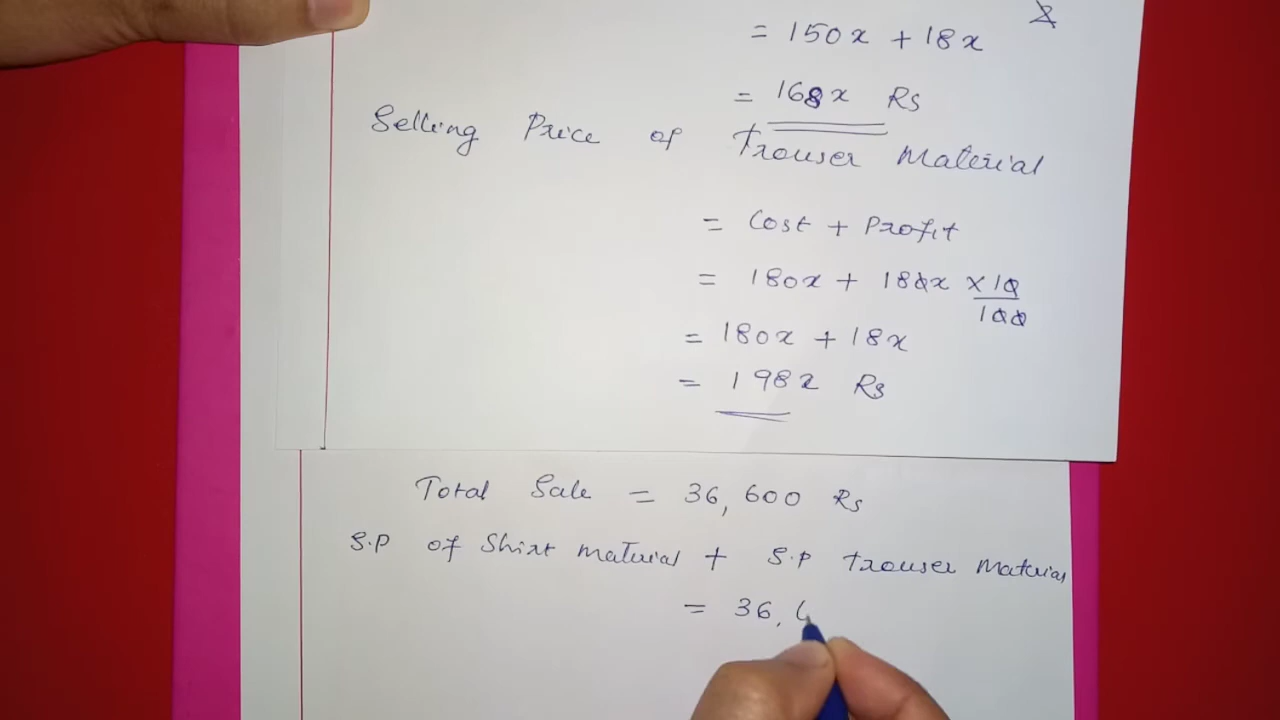 = 150x + 18x
= 168x Rs
Selling Price of Trouser Material
= Cost + Profit
= 180x + 180x × 10/100
= 180x + 18x
= 198x Rs
Total Sale = 36,600 Rs
S.P of Shirt Material + S.P Trouser Material
= 36,